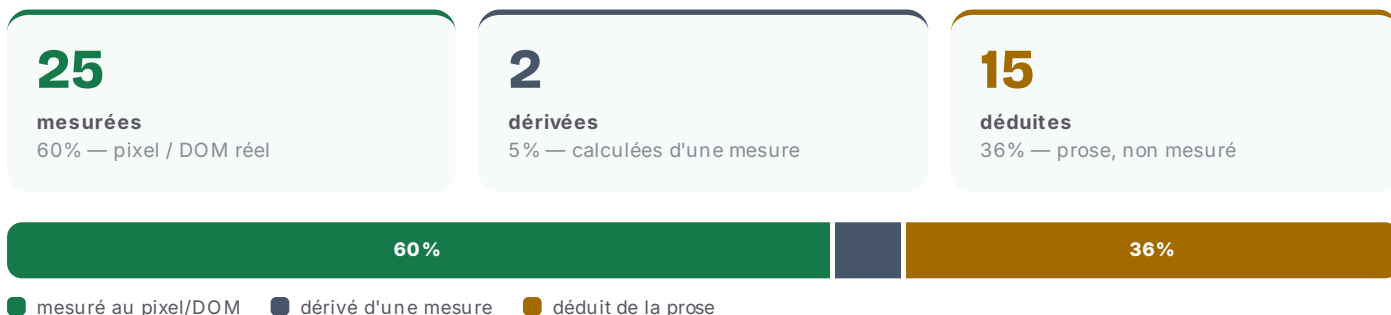 25
mesurées
60% — pixel / DOM réel
2
dérivées
5% — calculées d'une mesure
15
déduites
36% — prose, non mesuré
60%
36%
mesuré au pixel/DOM
dérivé d'une mesure
déduit de la prose